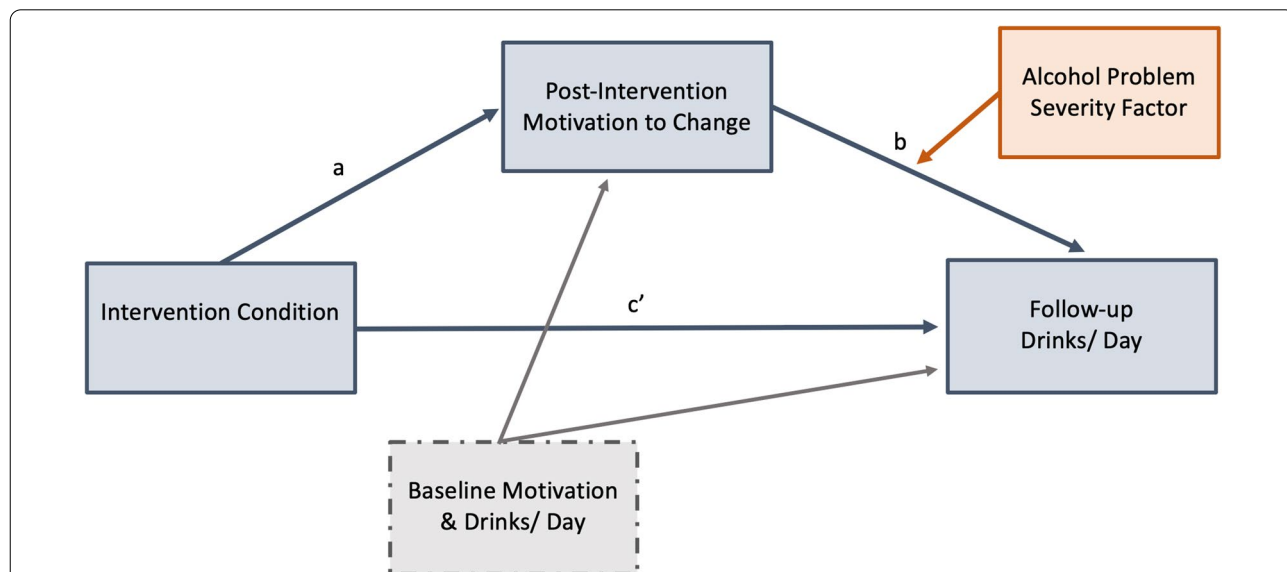 Post-Intervention
Motivation to Change
Alcohol Problem
Severity Factor
a
b
Intervention Condition
c’
Follow-up
Drinks/ Day
Baseline Motivation
& Drinks/ Day